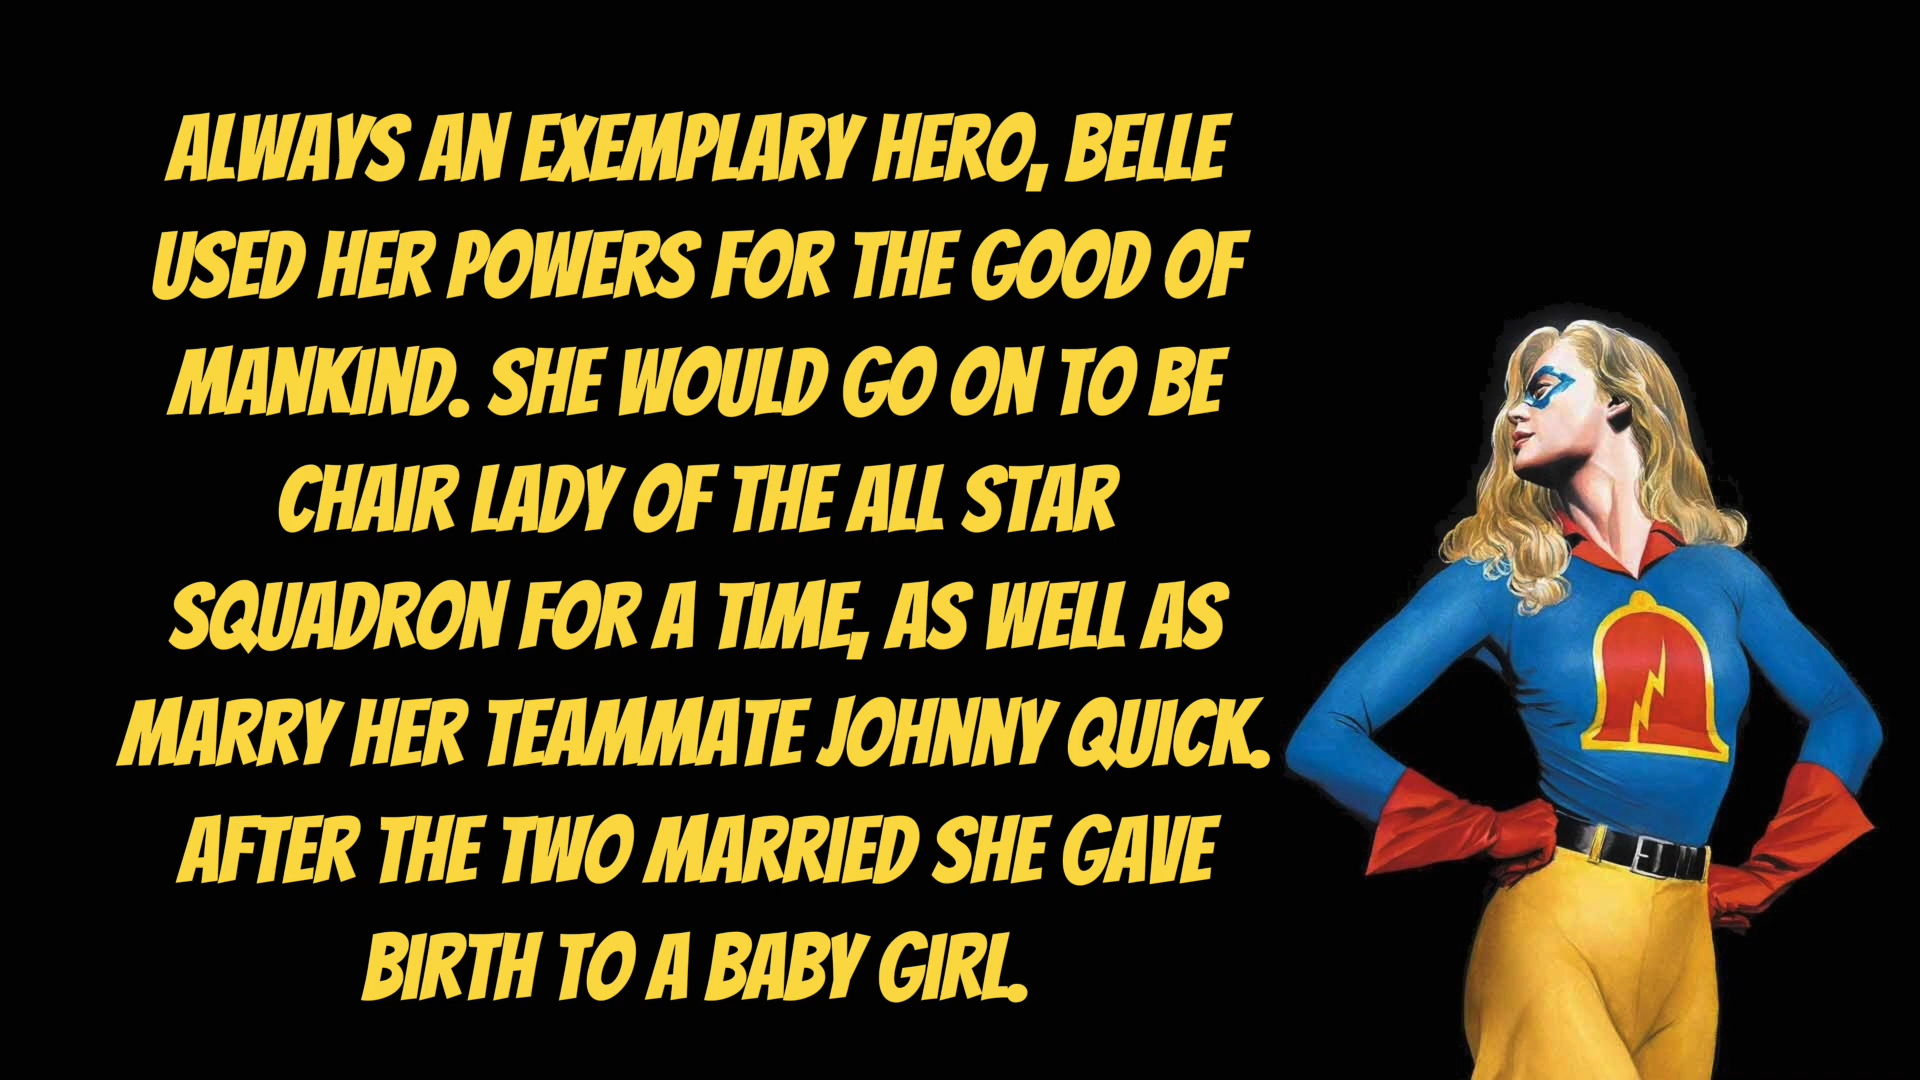 ALWAYS AN EXEMPLARY HERO, BELLE
USED HER POWERS FOR THE GOOD OF
MANKIND. SHE WOULD GO ON TO BE
CHAIR LADY OF THE ALL STAR
SQUADRON FOR A TIME, AS WELL AS
MARRY HER TEAMMATE JOHNNY QUICK.
AFTER THE TWO MARRIED SHE GAVE
BIRTH TO A BABY GIRL.